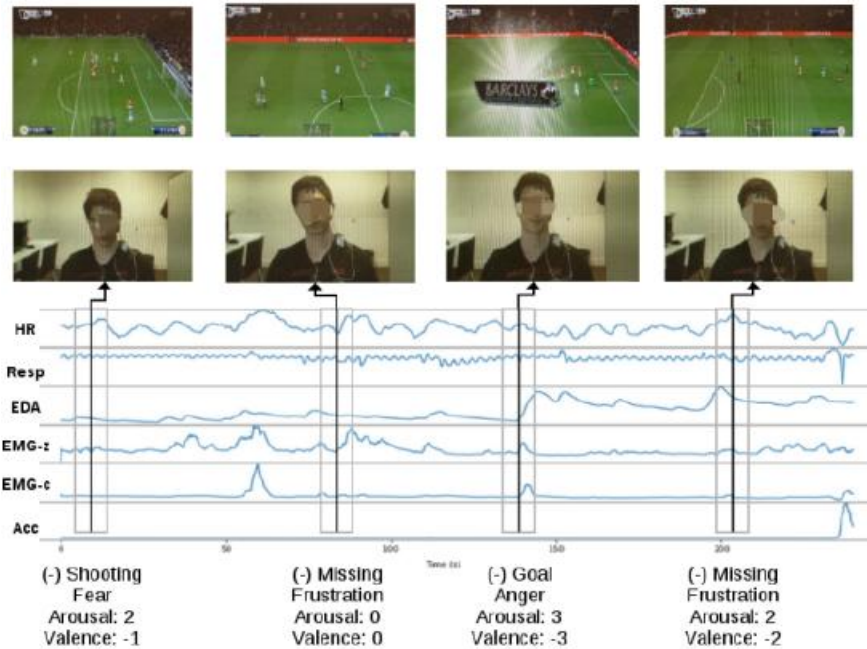 BARCLAYS
HR
Resp
EDA
EMG-z
EMG-c
Acc
0 50 100 150 200
Time (s)
(-) Shooting
Fear
Arousal: 2
Valence: -1
(-) Missing
Frustration
Arousal: 0
Valence: 0
(-) Goal
Anger
Arousal: 3
Valence: -3
(-) Missing
Frustration
Arousal: 2
Valence: -2